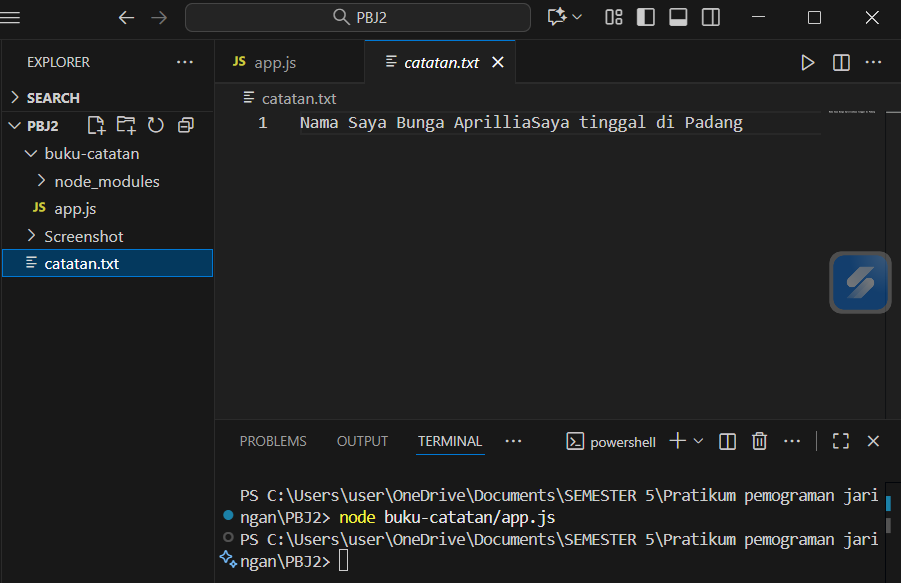 PBJ2
EXPLORER
JS app.js
catatan.txt
SEARCH
catatan.txt
PBJ2
1 Nama Saya Bunga AprilliaSaya tinggal di Padang
buku-catatan
node_modules
JS app.js
Screenshot
catatan.txt
PROBLEMS OUTPUT TERMINAL powershell
PS C:\Users\user\OneDrive\Documents\SEMESTER 5\Pratikum pemograman jari
ngan\PBJ2> node buku-catatan/app.js
PS C:\Users\user\OneDrive\Documents\SEMESTER 5\Pratikum pemograman jari
ngan\PBJ2>